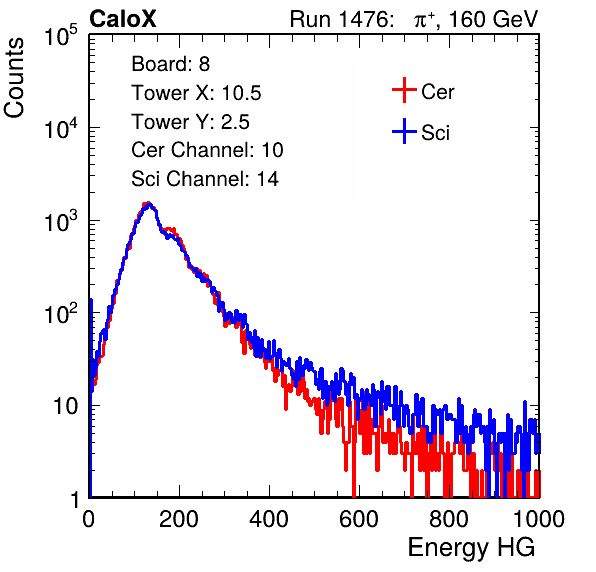 CaloX Run 1476: π⁺, 160 GeV
Counts
10⁵
10⁴
10³
10²
10
1
Board: 8
Tower X: 10.5
Tower Y: 2.5
Cer Channel: 10
Sci Channel: 14
Cer
Sci
0 200 400 600 800 1000
Energy HG